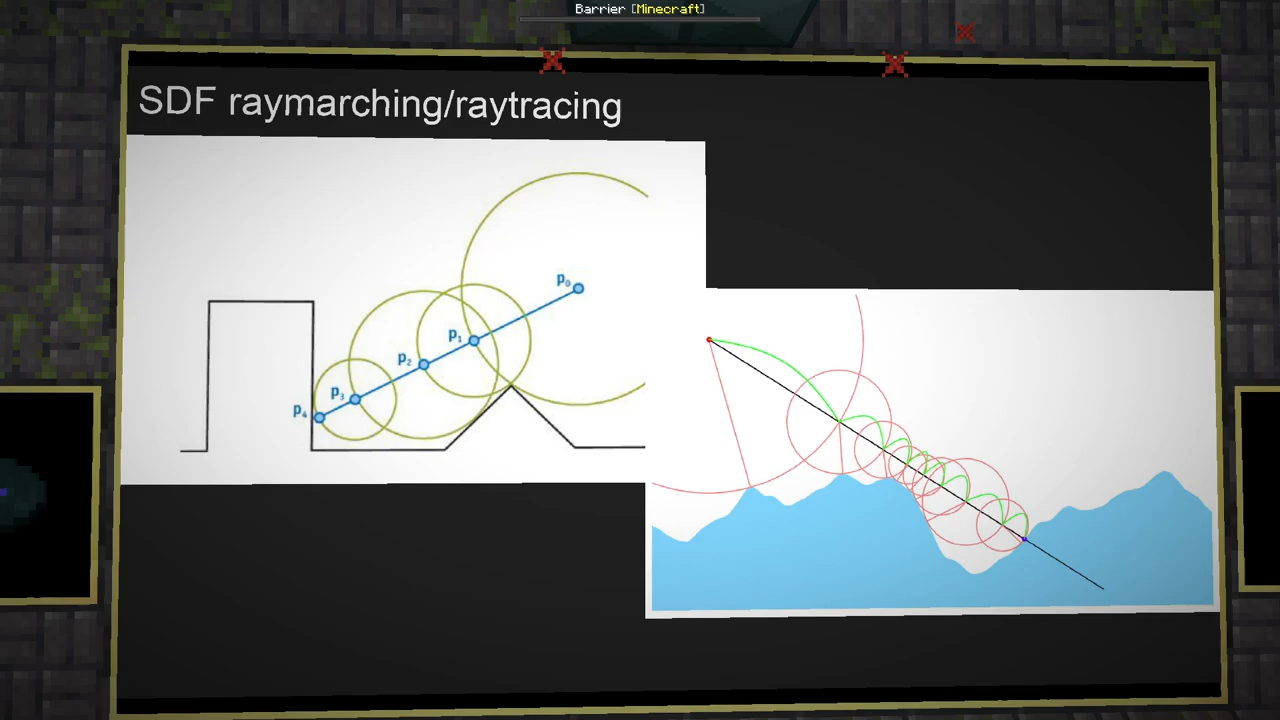 Barrier [Minecraft]
SDF raymarching/raytracing
p₀
p₁
p₂
p₃
p₄